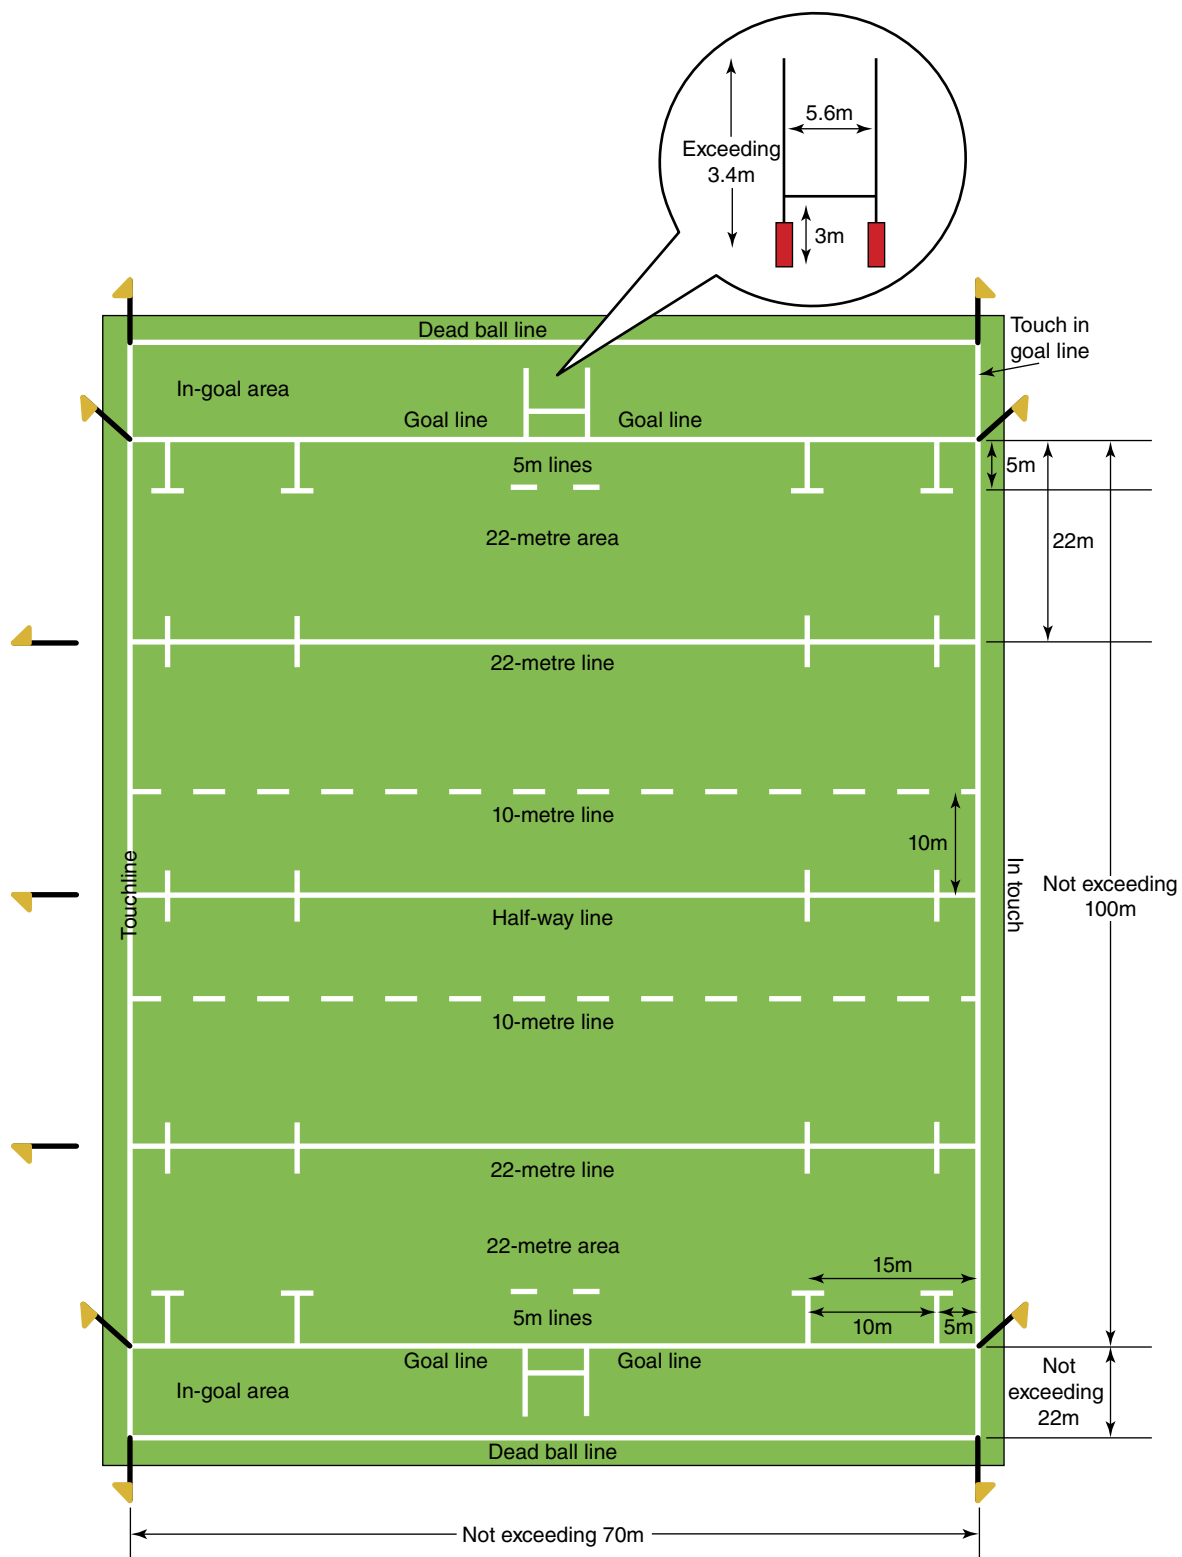 5.6m
Exceeding
3.4m
3m
Dead ball line
Touch in
goal line
In-goal area
Goal line
Goal line
5m lines
5m
22-metre area
22m
22-metre line
10-metre line
10m
Touchline
In touch
Not exceeding
100m
Half-way line
10-metre line
22-metre line
22-metre area
15m
5m lines
10m
5m
Goal line
Goal line
In-goal area
Not
exceeding
22m
Dead ball line
Not exceeding 70m